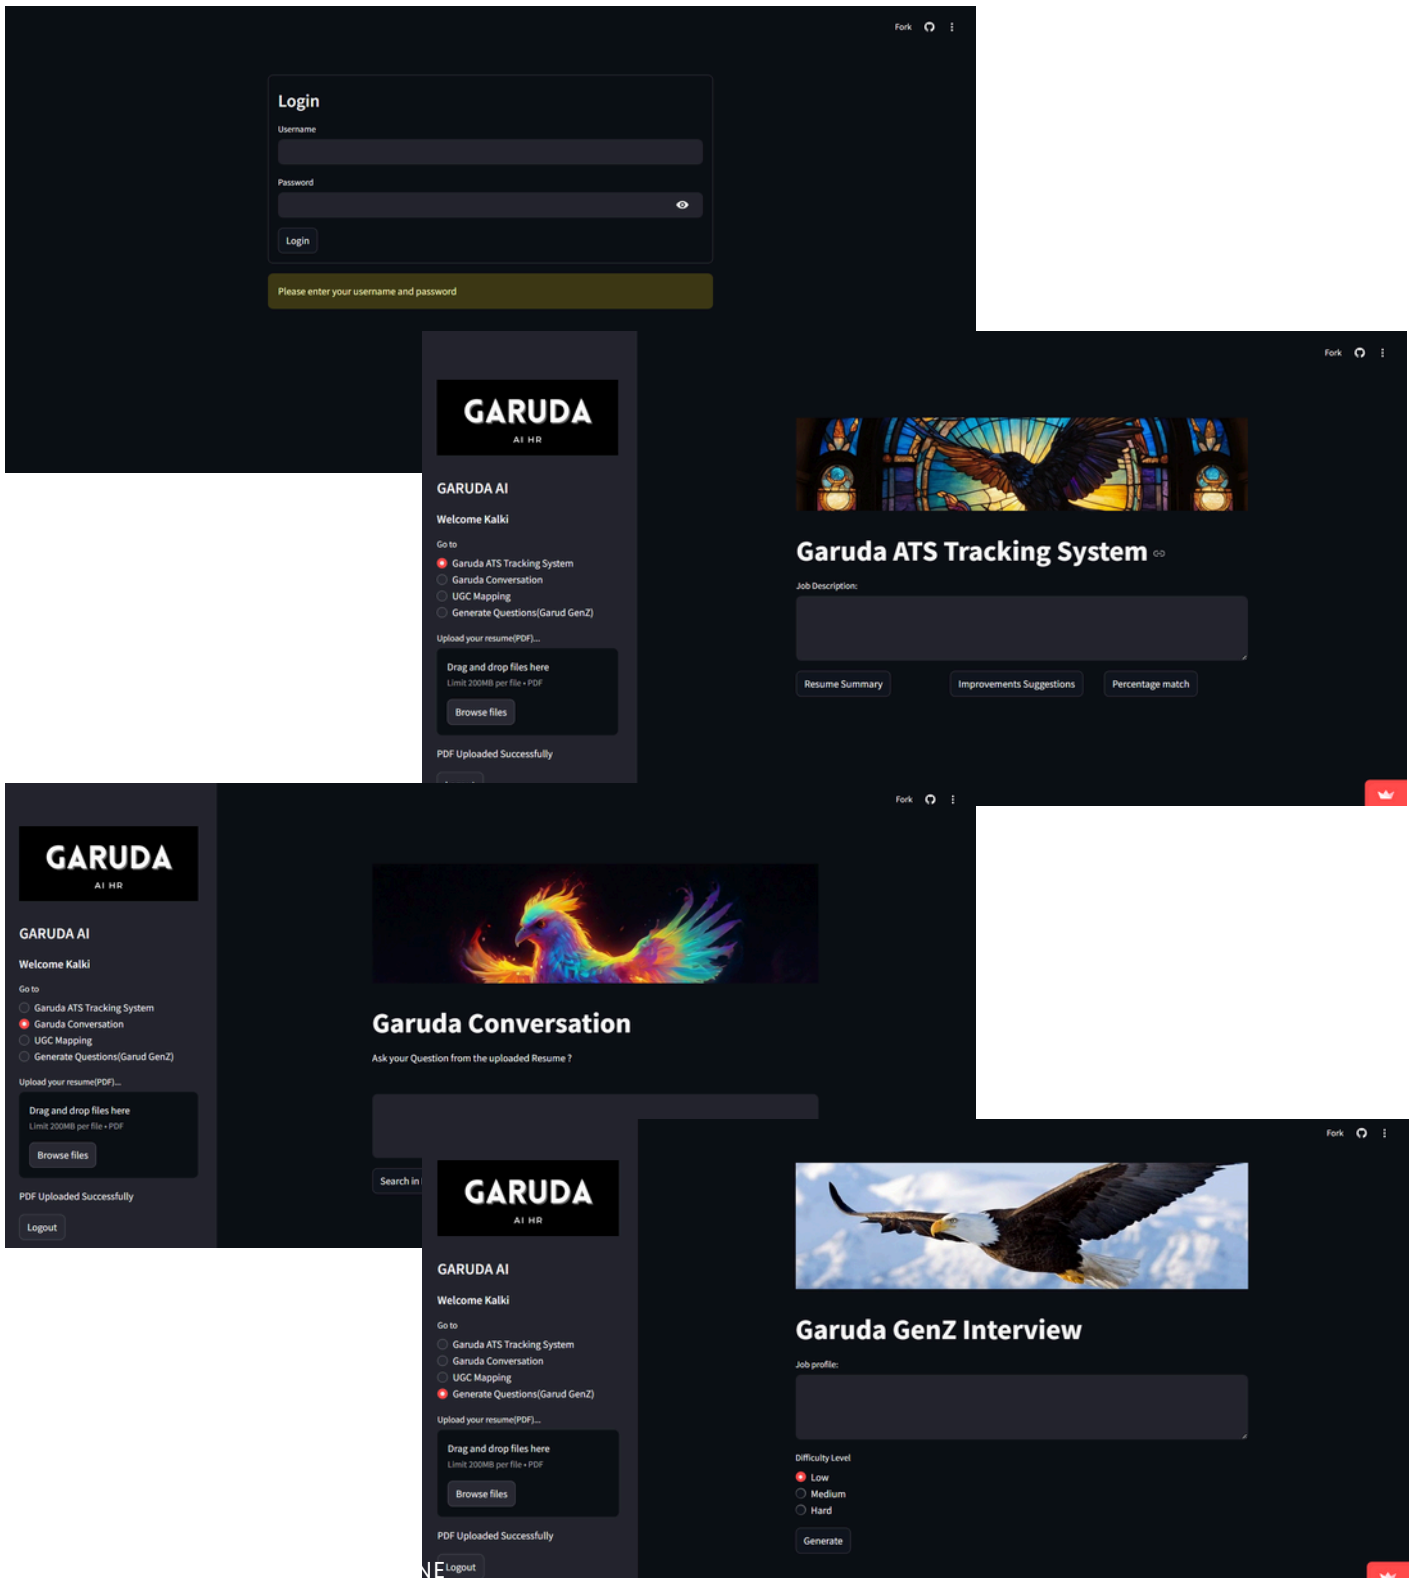 Fork
Login
Username
Password
Login
Please enter your username and password
Fork
GARUDA
AI HR
GARUDA AI
Welcome Kalki
Go to
Garuda ATS Tracking System
Garuda Conversation
UGC Mapping
Generate Questions(Garud GenZ)
Upload your resume(PDF)...
Drag and drop files here
Limit 200MB per file • PDF
Browse files
PDF Uploaded Successfully
Garuda ATS Tracking System
Job Description:
Resume Summary
Improvements Suggestions
Percentage match
Fork
GARUDA
AI HR
GARUDA AI
Welcome Kalki
Go to
Garuda ATS Tracking System
Garuda Conversation
UGC Mapping
Generate Questions(Garud GenZ)
Upload your resume(PDF)...
Drag and drop files here
Limit 200MB per file • PDF
Browse files
PDF Uploaded Successfully
Logout
Garuda Conversation
Ask your Question from the uploaded Resume ?
Search in
Fork
GARUDA
AI HR
GARUDA AI
Welcome Kalki
Go to
Garuda ATS Tracking System
Garuda Conversation
UGC Mapping
Generate Questions(Garud GenZ)
Upload your resume(PDF)...
Drag and drop files here
Limit 200MB per file • PDF
Browse files
PDF Uploaded Successfully
Logout
Garuda GenZ Interview
Job profile:
Difficulty Level
Low
Medium
Hard
Generate